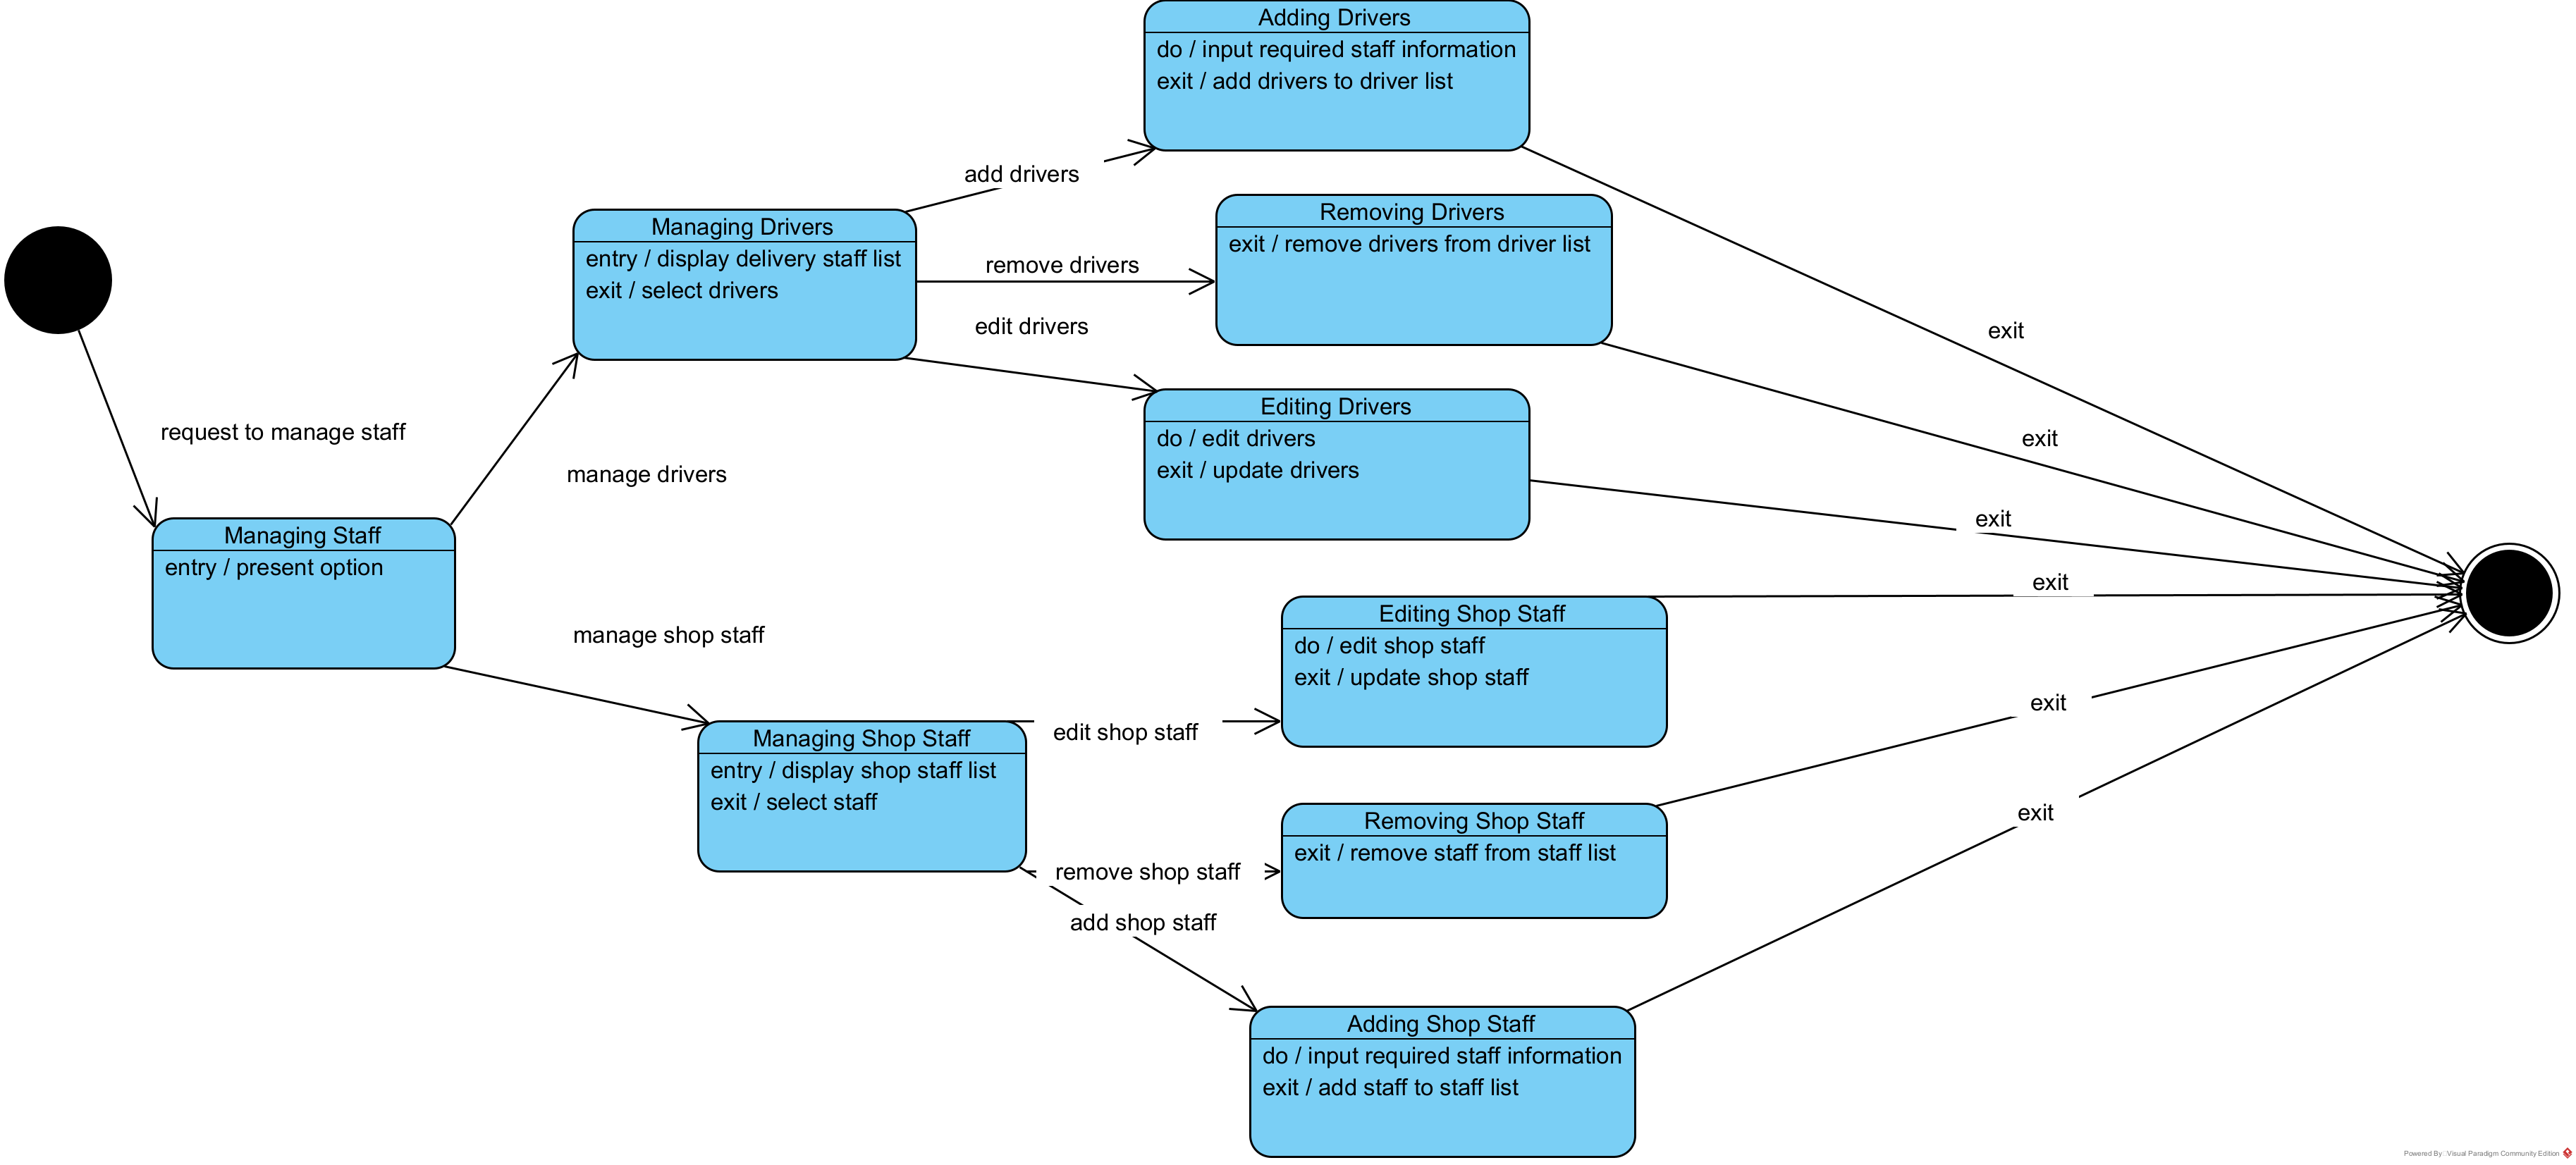 Adding Drivers
do / input required staff information
exit / add drivers to driver list
add drivers
Removing Drivers
exit / remove drivers from driver list
Managing Drivers
entry / display delivery staff list
exit / select drivers
remove drivers
edit drivers
exit
Editing Drivers
do / edit drivers
exit / update drivers
request to manage staff
exit
manage drivers
exit
Managing Staff
entry / present option
exit
Editing Shop Staff
do / edit shop staff
exit / update shop staff
manage shop staff
exit
Managing Shop Staff
entry / display shop staff list
exit / select staff
edit shop staff
Removing Shop Staff
exit / remove staff from staff list
exit
remove shop staff
add shop staff
Adding Shop Staff
do / input required staff information
exit / add staff to staff list
Powered By Visual Paradigm Community Edition